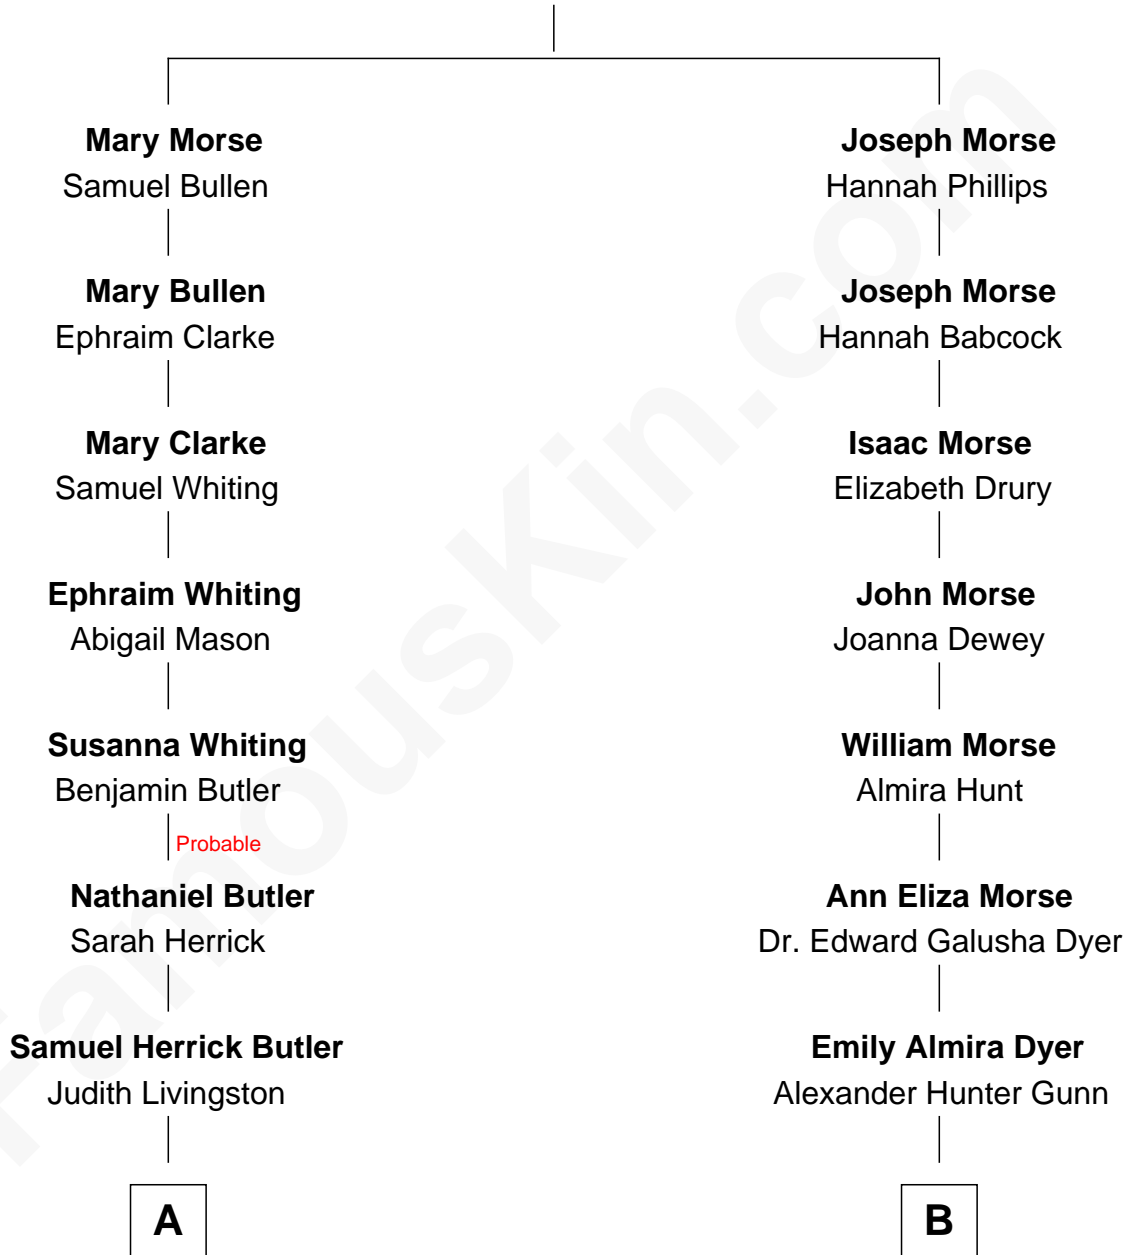 Mary Morse
Samuel Bullen
Joseph Morse
Hannah Phillips
Mary Bullen
Ephraim Clarke
Joseph Morse
Hannah Babcock
Mary Clarke
Samuel Whiting
Isaac Morse
Elizabeth Drury
Ephraim Whiting
Abigail Mason
John Morse
Joanna Dewey
Susanna Whiting
Benjamin Butler
William Morse
Almira Hunt
Probable
Nathaniel Butler
Sarah Herrick
Ann Eliza Morse
Dr. Edward Galusha Dyer
Samuel Herrick Butler
Judith Livingston
Emily Almira Dyer
Alexander Hunter Gunn
A
B
FamousKin.com